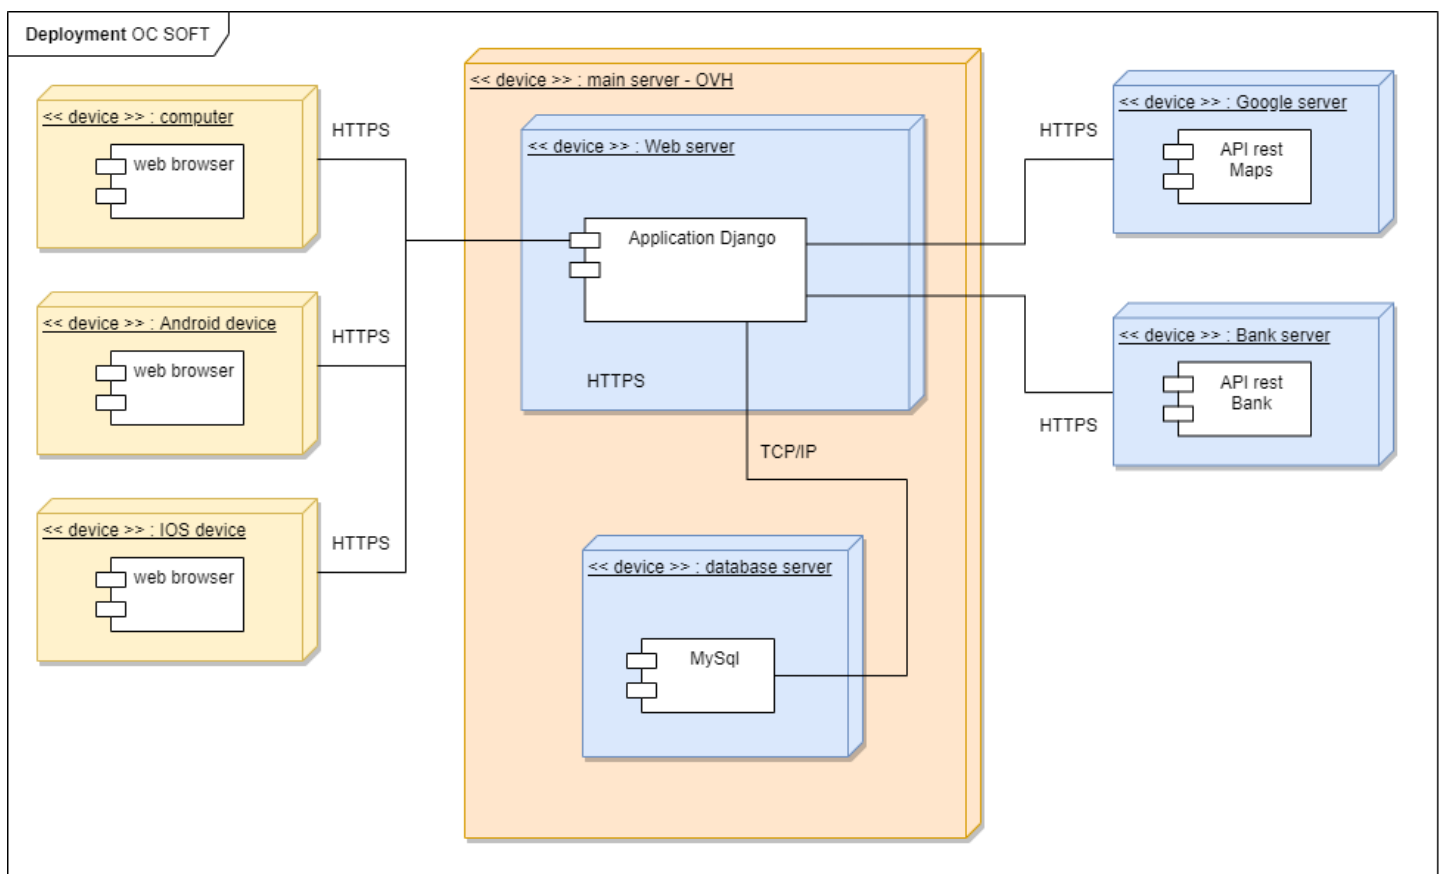 Deployment OC SOFT
<< device >> : computer
web browser
HTTPS
<< device >> : Android device
web browser
HTTPS
<< device >> : IOS device
web browser
HTTPS
<< device >> : main server - OVH
<< device >> : Web server
Application Django
HTTPS
TCP/IP
<< device >> : database server
MySql
HTTPS
<< device >> : Google server
API rest
Maps
<< device >> : Bank server
API rest
Bank
HTTPS